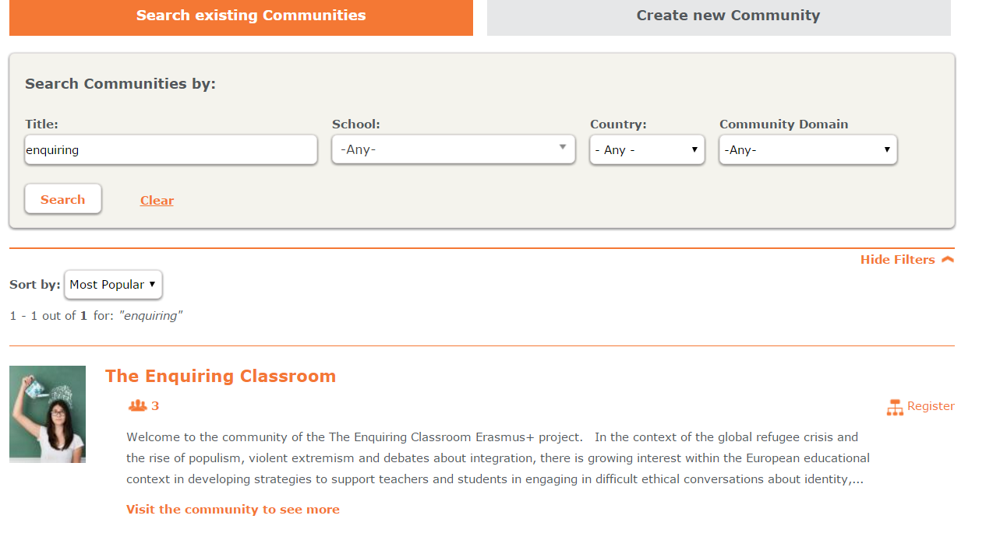 Search existing Communities
Create new Community
Search Communities by:
Title:
School:
Country:
Community Domain
enquiring
-Any-
- Any -
-Any-
Search
Clear
Hide Filters
Sort by: Most Popular
1 - 1 out of 1 for: "enquiring"
The Enquiring Classroom
3
Register
Welcome to the community of the The Enquiring Classroom Erasmus+ project.   In the context of the global refugee crisis and
the rise of populism, violent extremism and debates about integration, there is growing interest within the European educational
context in developing strategies to support teachers and students in engaging in difficult ethical conversations about identity,...
Visit the community to see more